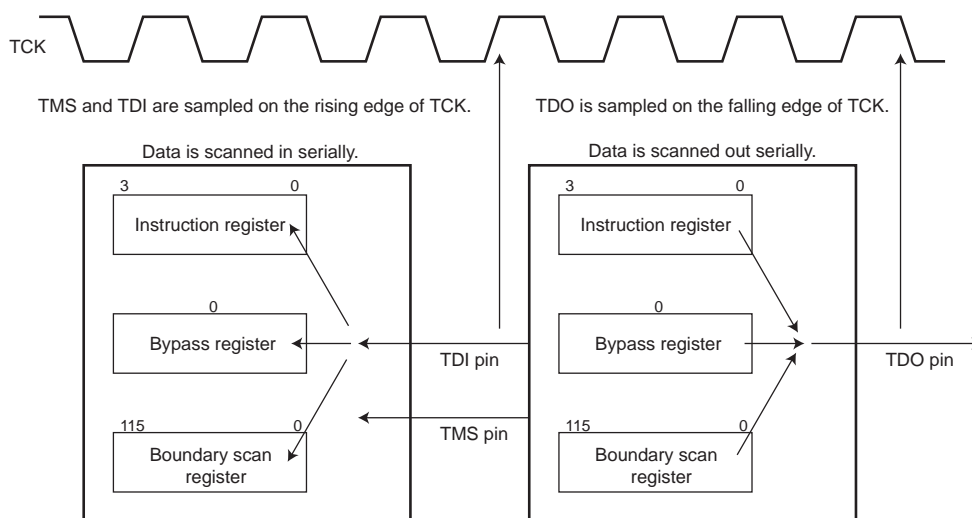 TCK
TMS and TDI are sampled on the rising edge of TCK.
TDO is sampled on the falling edge of TCK.
Data is scanned in serially.
Data is scanned out serially.
3 0
Instruction register
0
Bypass register
115 0
Boundary scan
register
TDI pin
TMS pin
3 0
Instruction register
0
Bypass register
115 0
Boundary scan
register
TDO pin